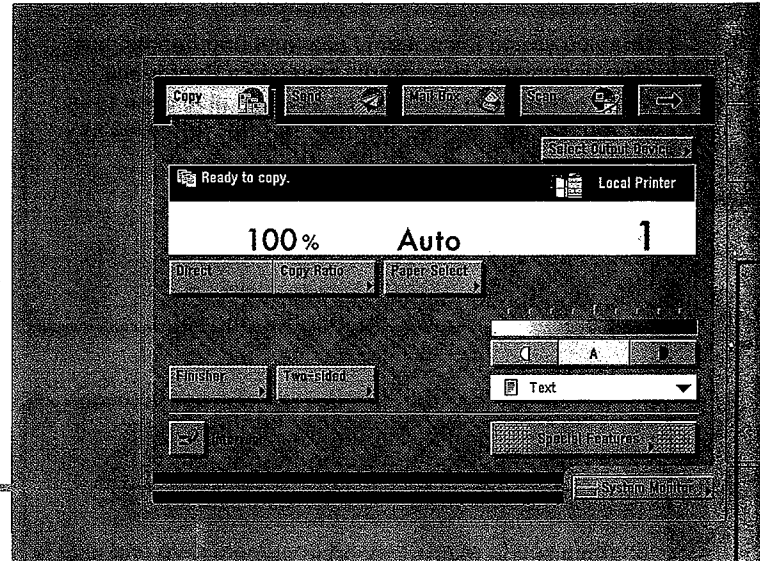 Copy Send Mail Box Scan
Select Output Device
Ready to copy. Local Printer
100% Auto 1
Direct Copy Ratio Paper Select
A
Finisher Two-sided
Text
Interrupt Special Features
System Monitor